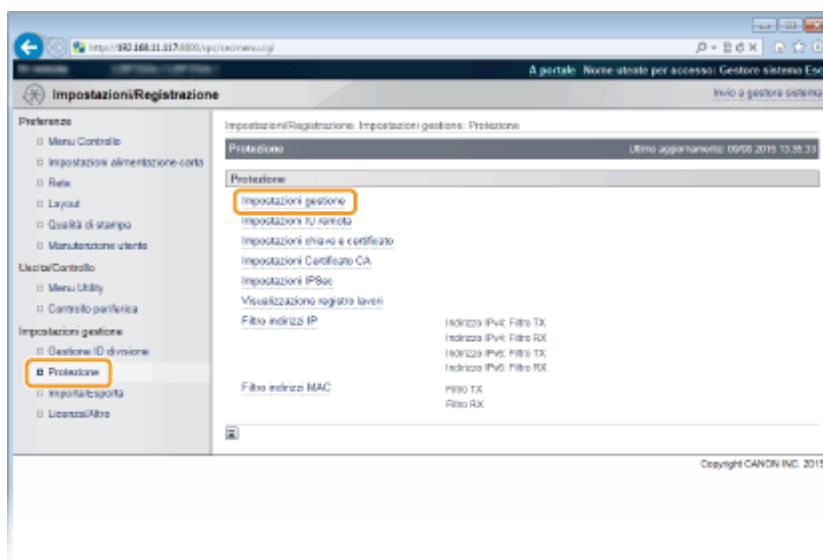 http://192.168.11.117:8000/rps/csecmenu.cgi
A portale Nome utente per accesso: Gestore sistema Esc
Impostazioni/Registrazione
Invio a gestore sistema
Preferenze
Menu Controllo
Impostazioni alimentazione carta
Rete
Layout
Qualità di stampa
Manutenzione utente
Uscita/Controllo
Menu Utility
Controllo periferica
Impostazioni gestione
Gestione ID divisione
Protezione
Importa/Esporta
Licenza/Altro
Impostazioni/Registrazione: Impostazioni gestione: Protezione
Protezione
Ultimo aggiornamento: 2015 13:35:33
Protezione
Impostazioni gestione
Impostazioni IU remota
Impostazioni chiave e certificato
Impostazioni Certificato CA
Impostazioni IPSec
Visualizzazione registro lavori
Filtro indirizzi IP
Indirizzo IPv4: Filtro TX
Indirizzo IPv4: Filtro RX
Indirizzo IPv6: Filtro TX
Indirizzo IPv6: Filtro RX
Filtro indirizzi MAC
Filtro TX
Filtro RX
Copyright CANON INC. 2015